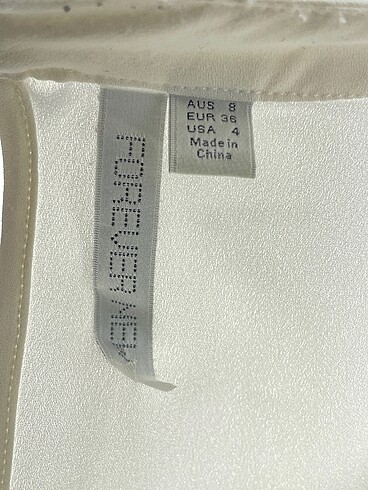 FOREVER NEW
AUS 8
EUR 36
USA 4
Made in
China